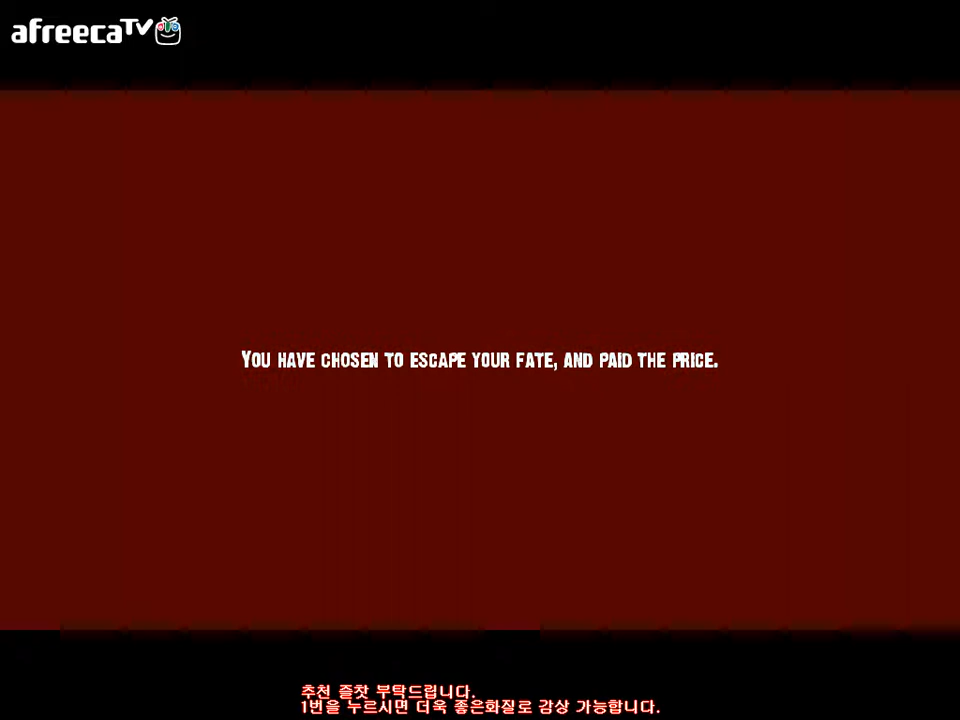 afreecaTV
YOU HAVE CHOSEN TO ESCAPE YOUR FATE, AND PAID THE PRICE.
추천 즐찾 부탁드립니다.
1번을 누르시면 더욱 좋은화질로 감상 가능합니다.